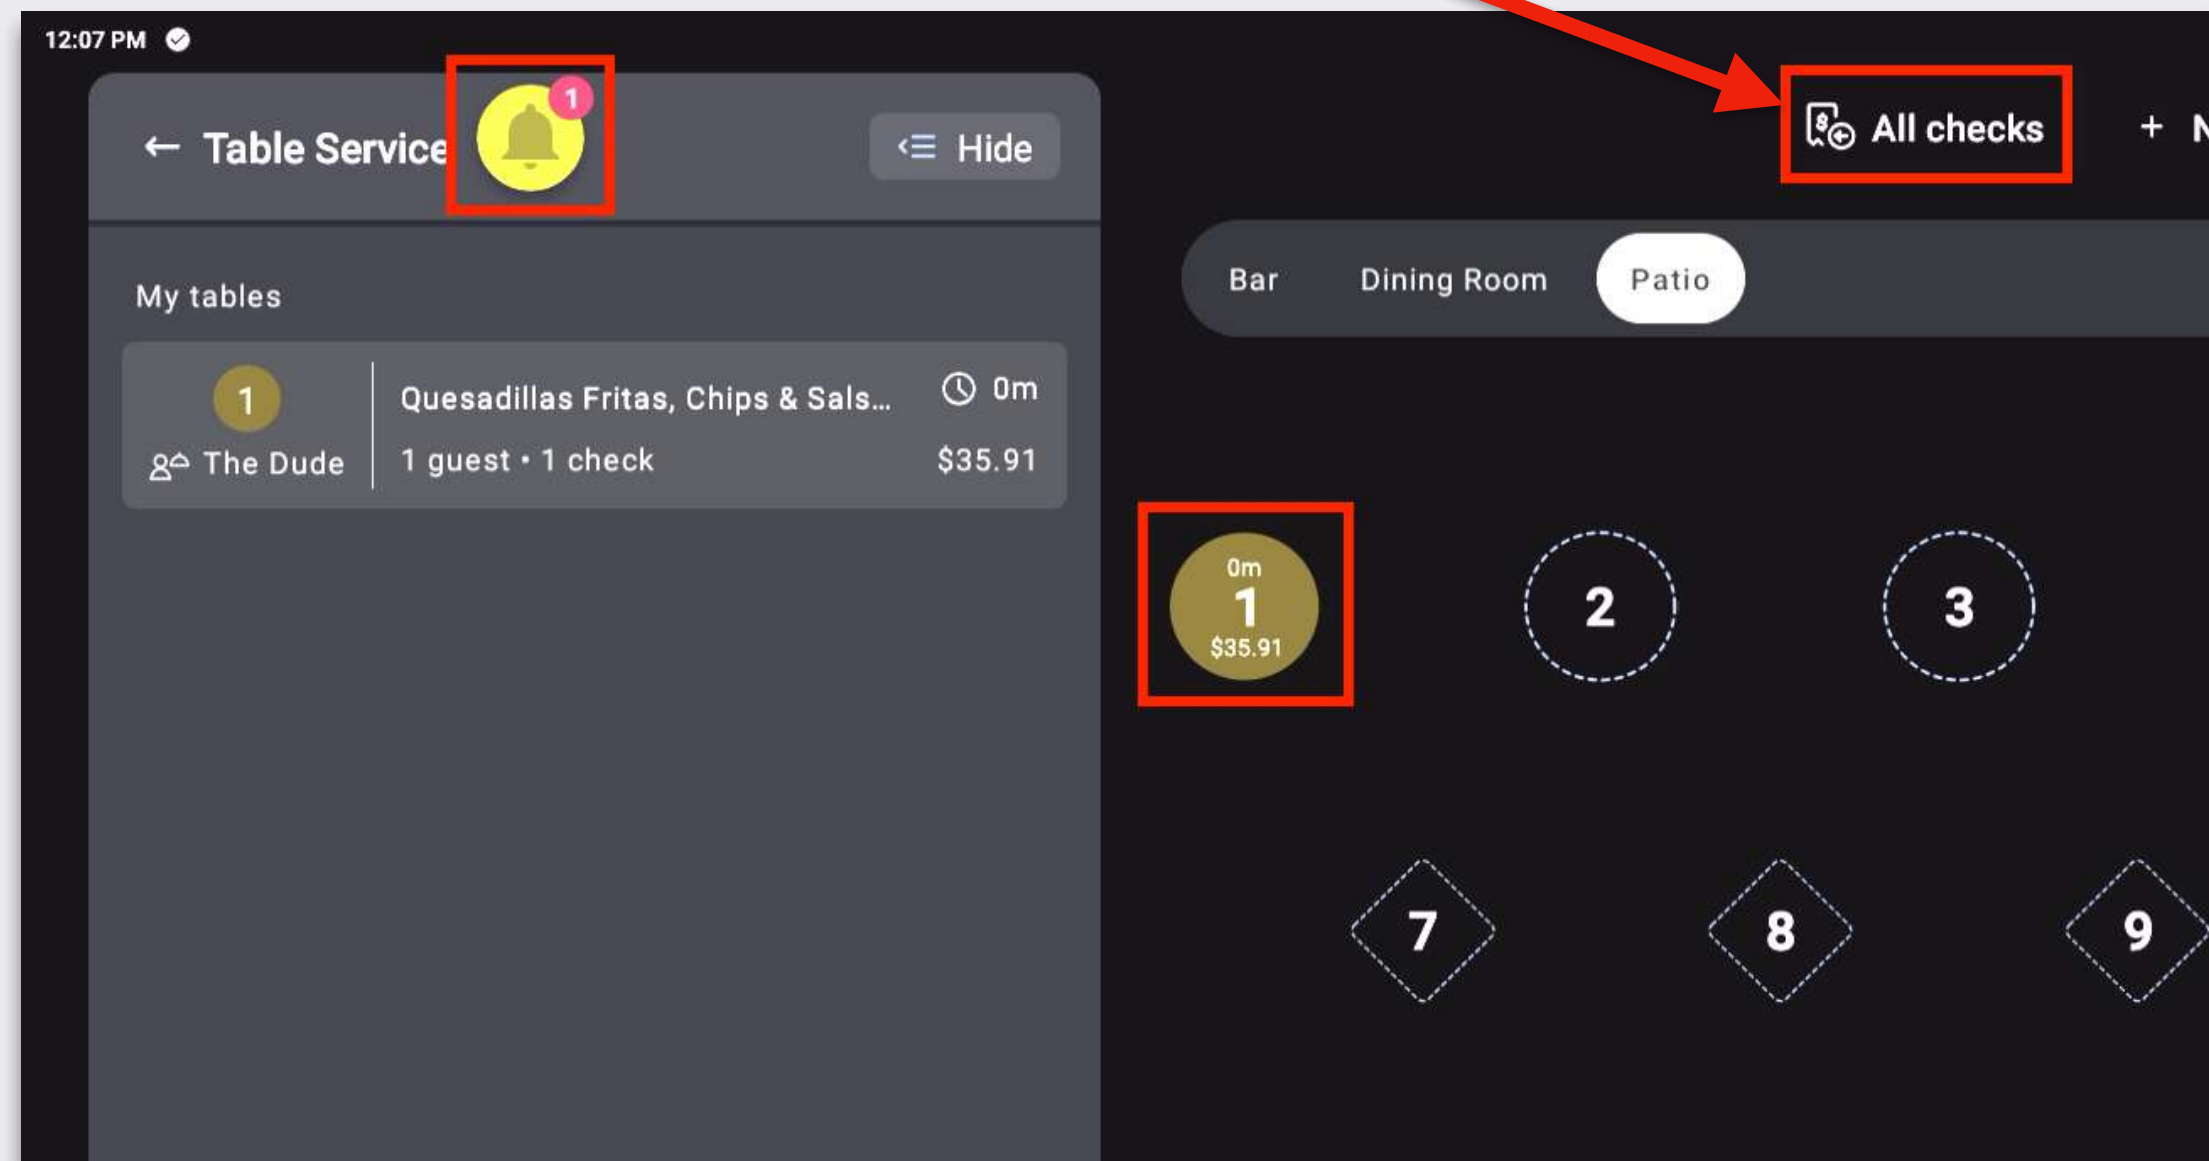 12:07 PM
← Table Service
1
Hide
All checks
+ N
My tables
1
Quesadillas Fritas, Chips & Sals...
0m
The Dude
1 guest • 1 check
$35.91
Bar
Dining Room
Patio
0m
1
$35.91
2
3
7
8
9